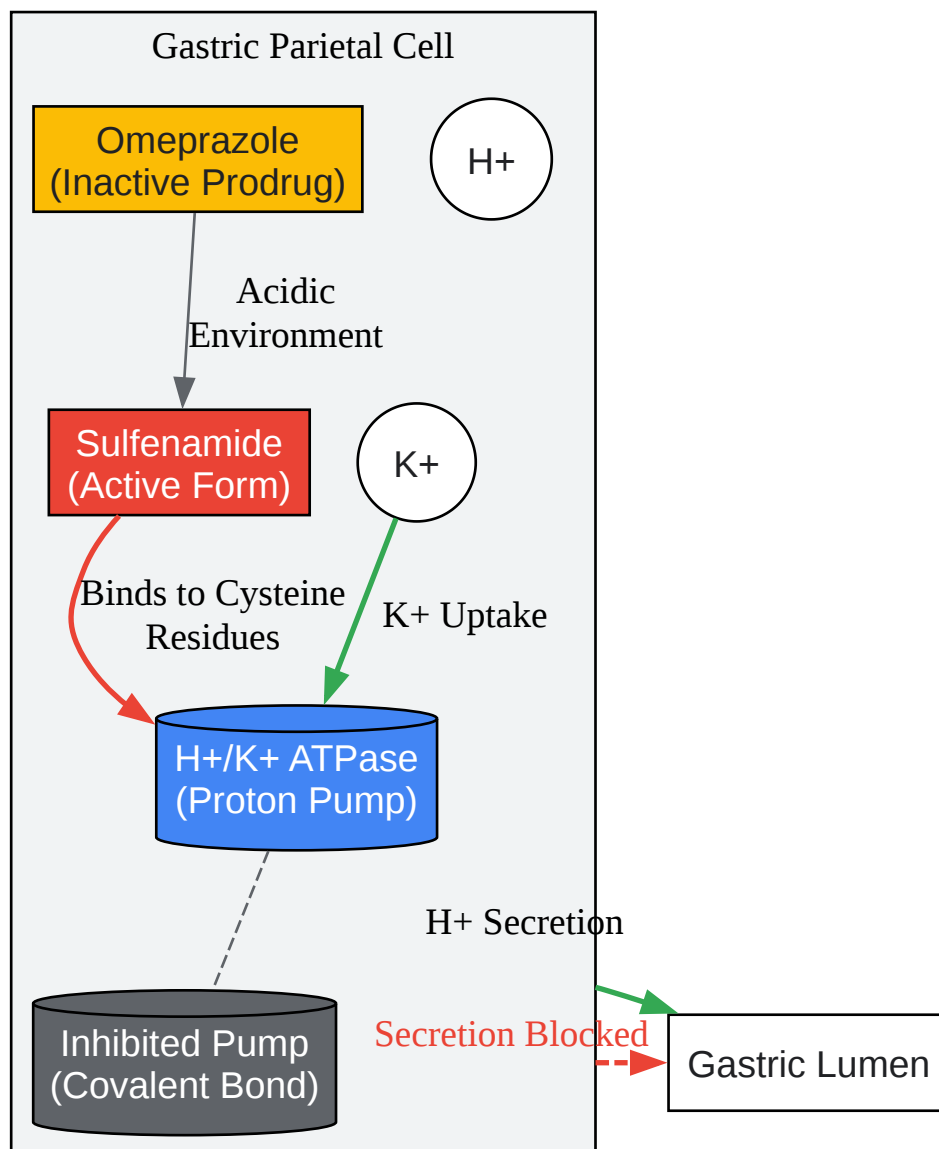 Gastric Parietal Cell
Omeprazole
(Inactive Prodrug)
H+
Acidic
Environment
Sulfenamide
(Active Form)
K+
Binds to Cysteine
Residues
K+ Uptake
H+/K+ ATPase
(Proton Pump)
H+ Secretion
Inhibited Pump
(Covalent Bond)
Secretion Blocked
Gastric Lumen